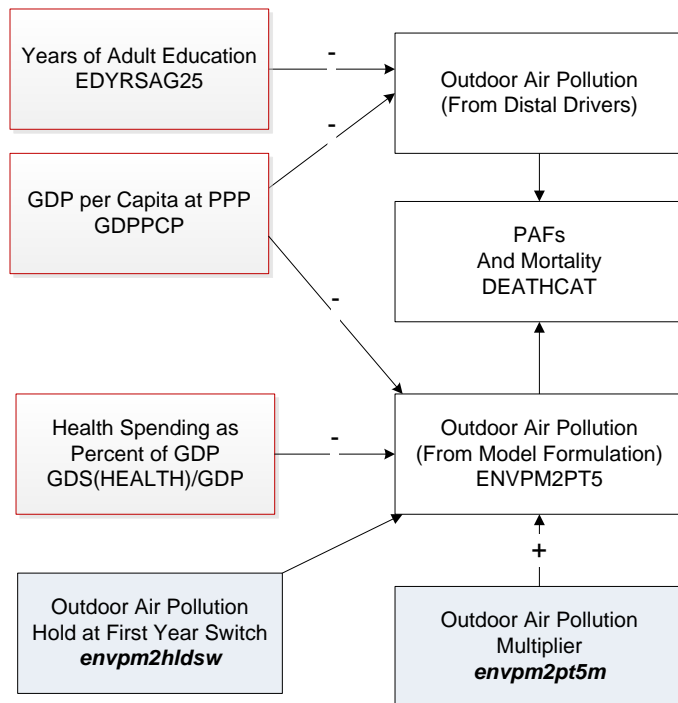 Years of Adult Education
EDYRSAG25
-
Outdoor Air Pollution
(From Distal Drivers)
-
GDP per Capita at PPP
GDPPCP
PAFs
And Mortality
DEATHCAT
-
Health Spending as
Percent of GDP
GDS(HEALTH)/GDP
-
Outdoor Air Pollution
(From Model Formulation)
ENVPM2PT5
+
Outdoor Air Pollution
Hold at First Year Switch
envpm2hldsw
Outdoor Air Pollution
Multiplier
envpm2pt5m